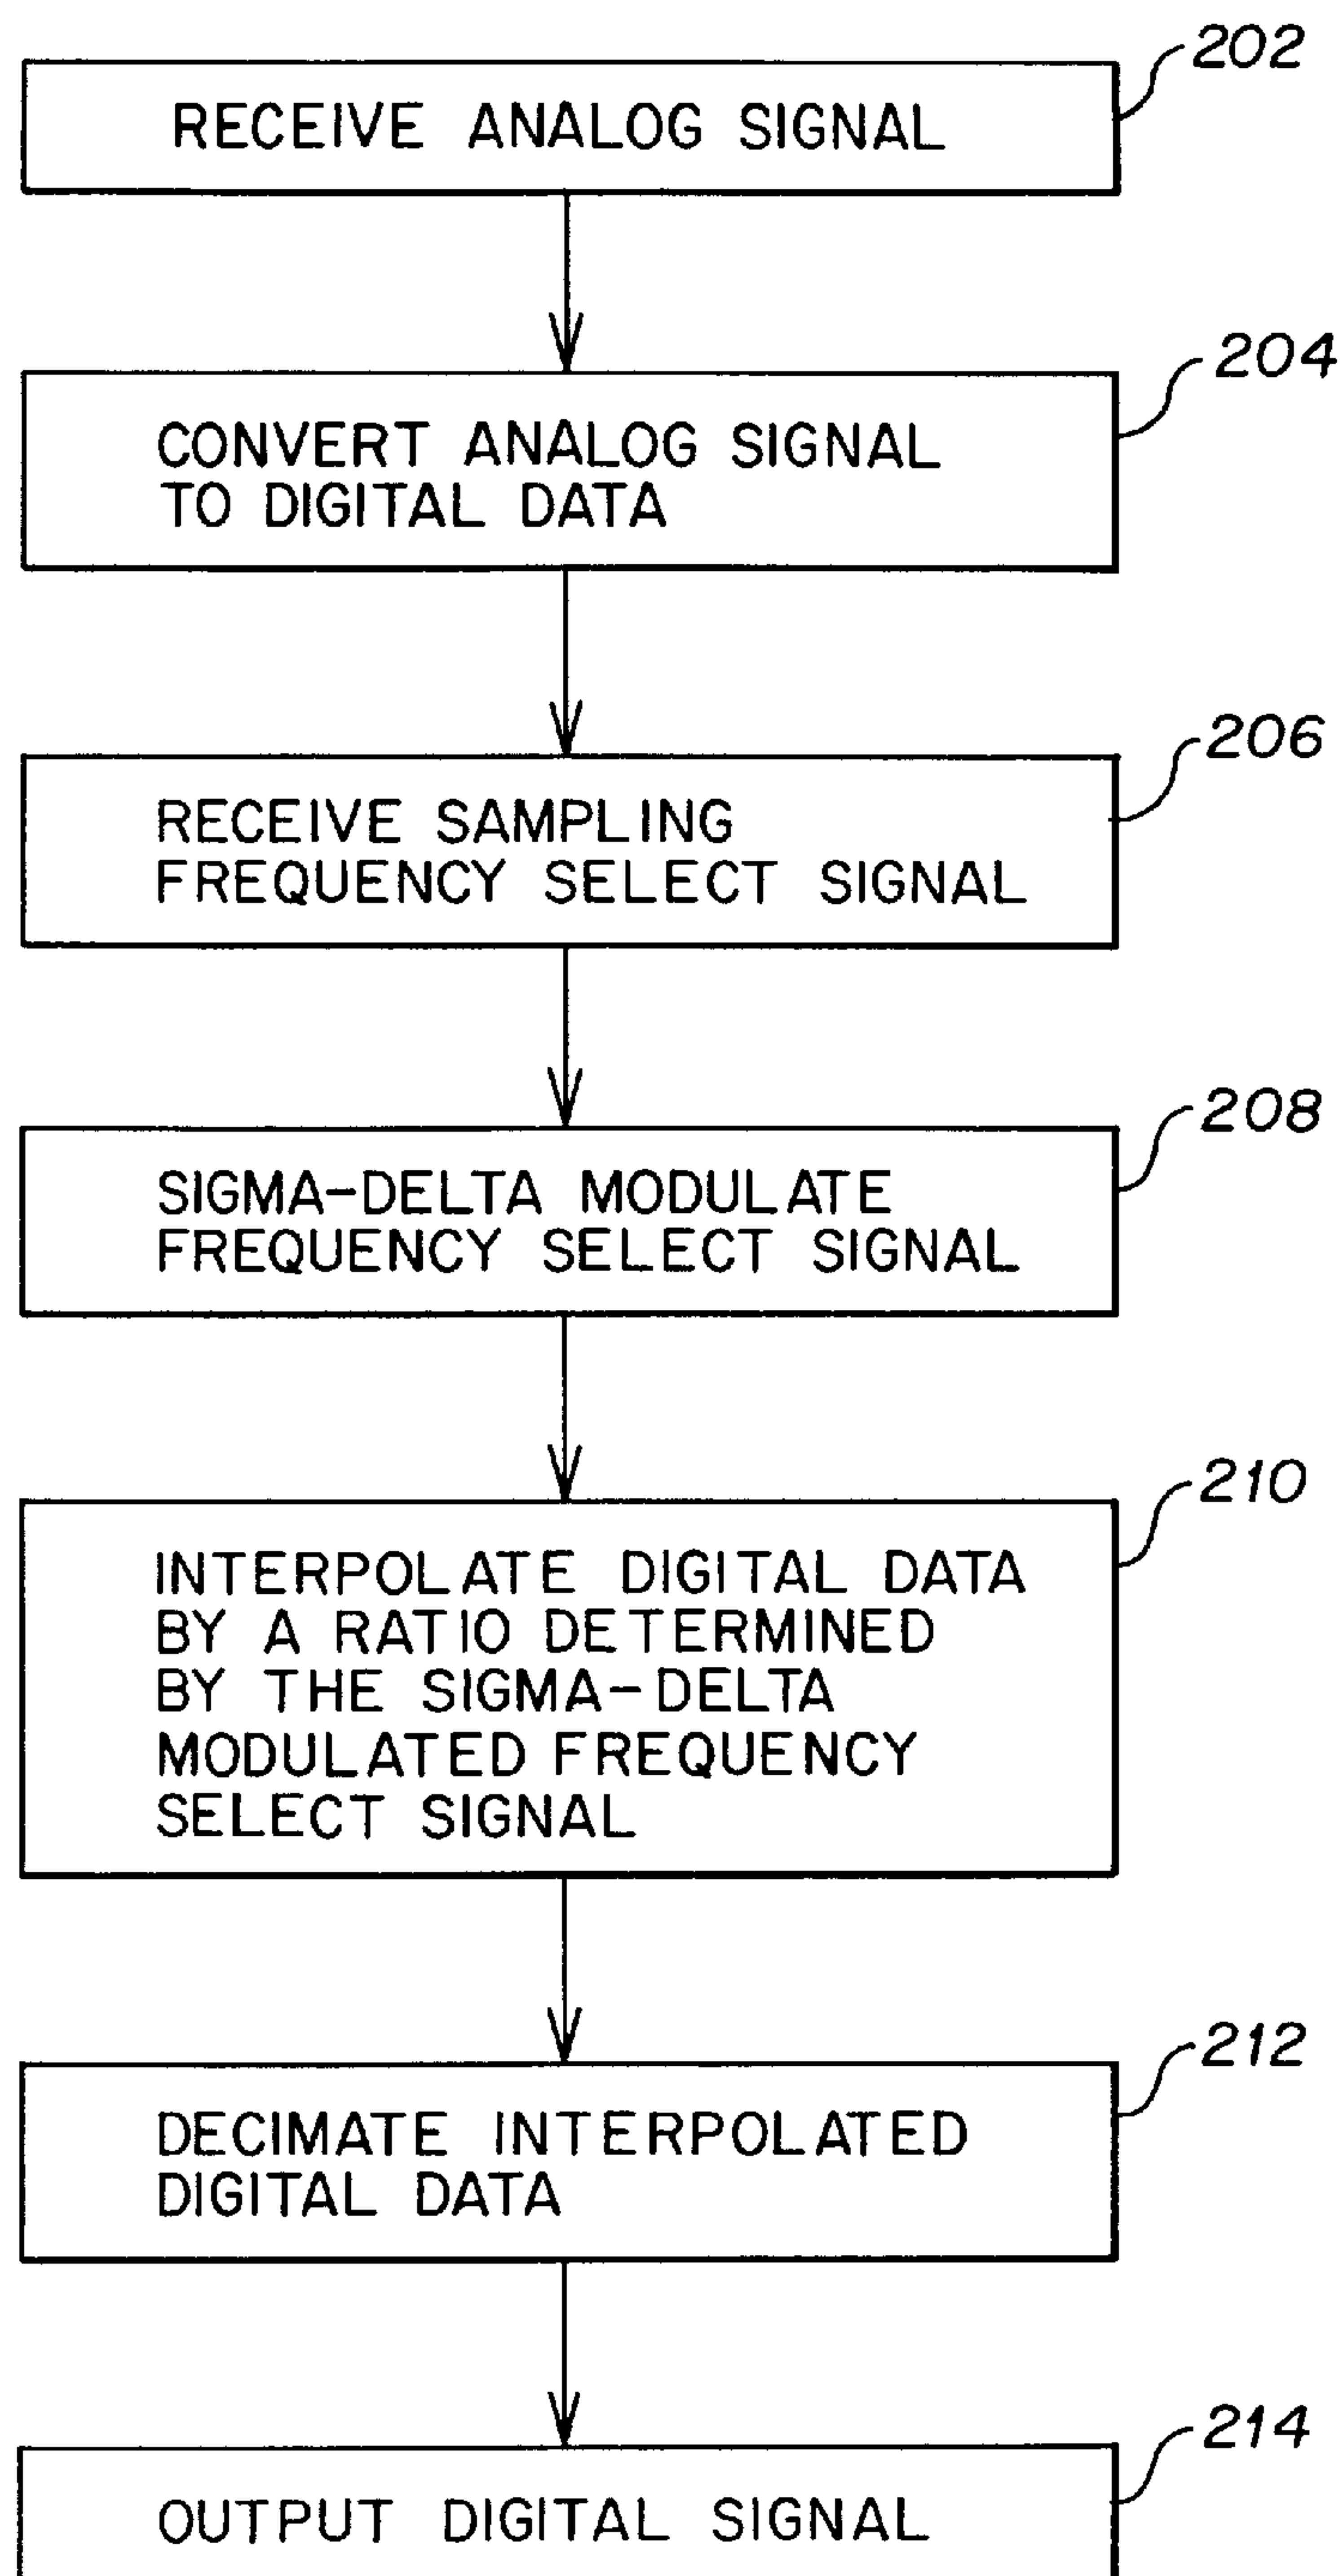 202
RECEIVE ANALOG SIGNAL
204
CONVERT ANALOG SIGNAL
TO DIGITAL DATA
206
RECEIVE SAMPLING
FREQUENCY SELECT SIGNAL
208
SIGMA-DELTA MODULATE
FREQUENCY SELECT SIGNAL
210
INTERPOLATE DIGITAL DATA
BY A RATIO DETERMINED
BY THE SIGMA-DELTA
MODULATED FREQUENCY
SELECT SIGNAL
212
DECIMATE INTERPOLATED
DIGITAL DATA
214
OUTPUT DIGITAL SIGNAL